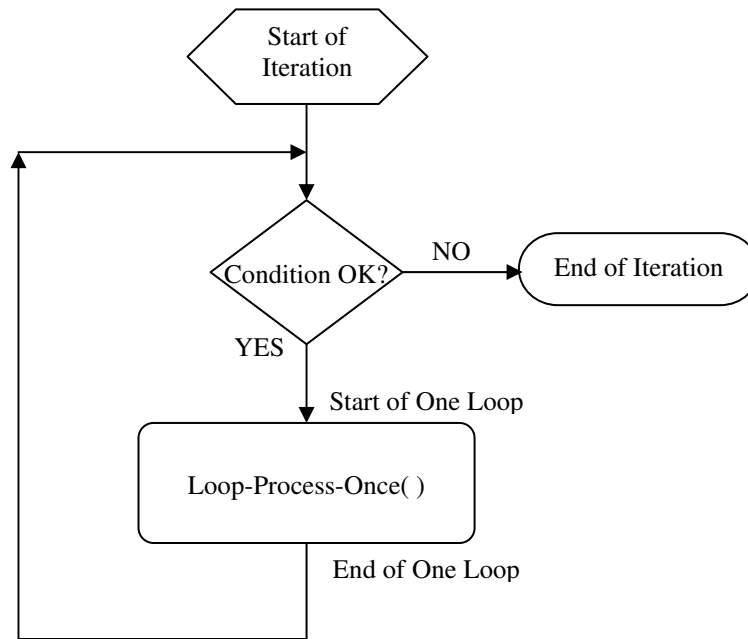 Start of
Iteration
NO
Condition OK?
End of Iteration
YES
Start of One Loop
Loop-Process-Once( )
End of One Loop